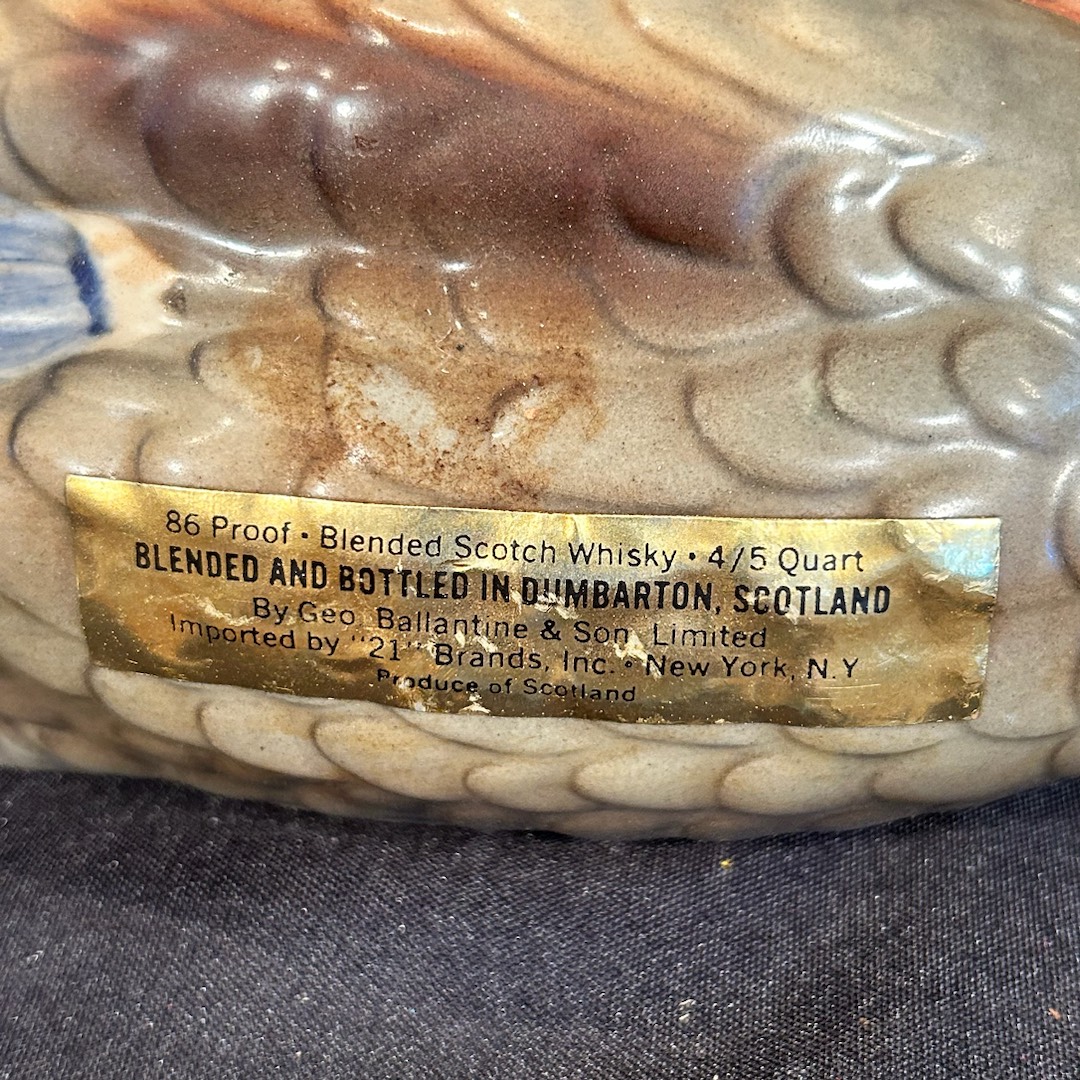 86 Proof • Blended Scotch Whisky • 4/5 Quart
BLENDED AND BOTTLED IN DUMBARTON, SCOTLAND
By Geo. Ballantine & Son, Limited
Imported by "21" Brands, Inc. • New York, N.Y
Produce of Scotland